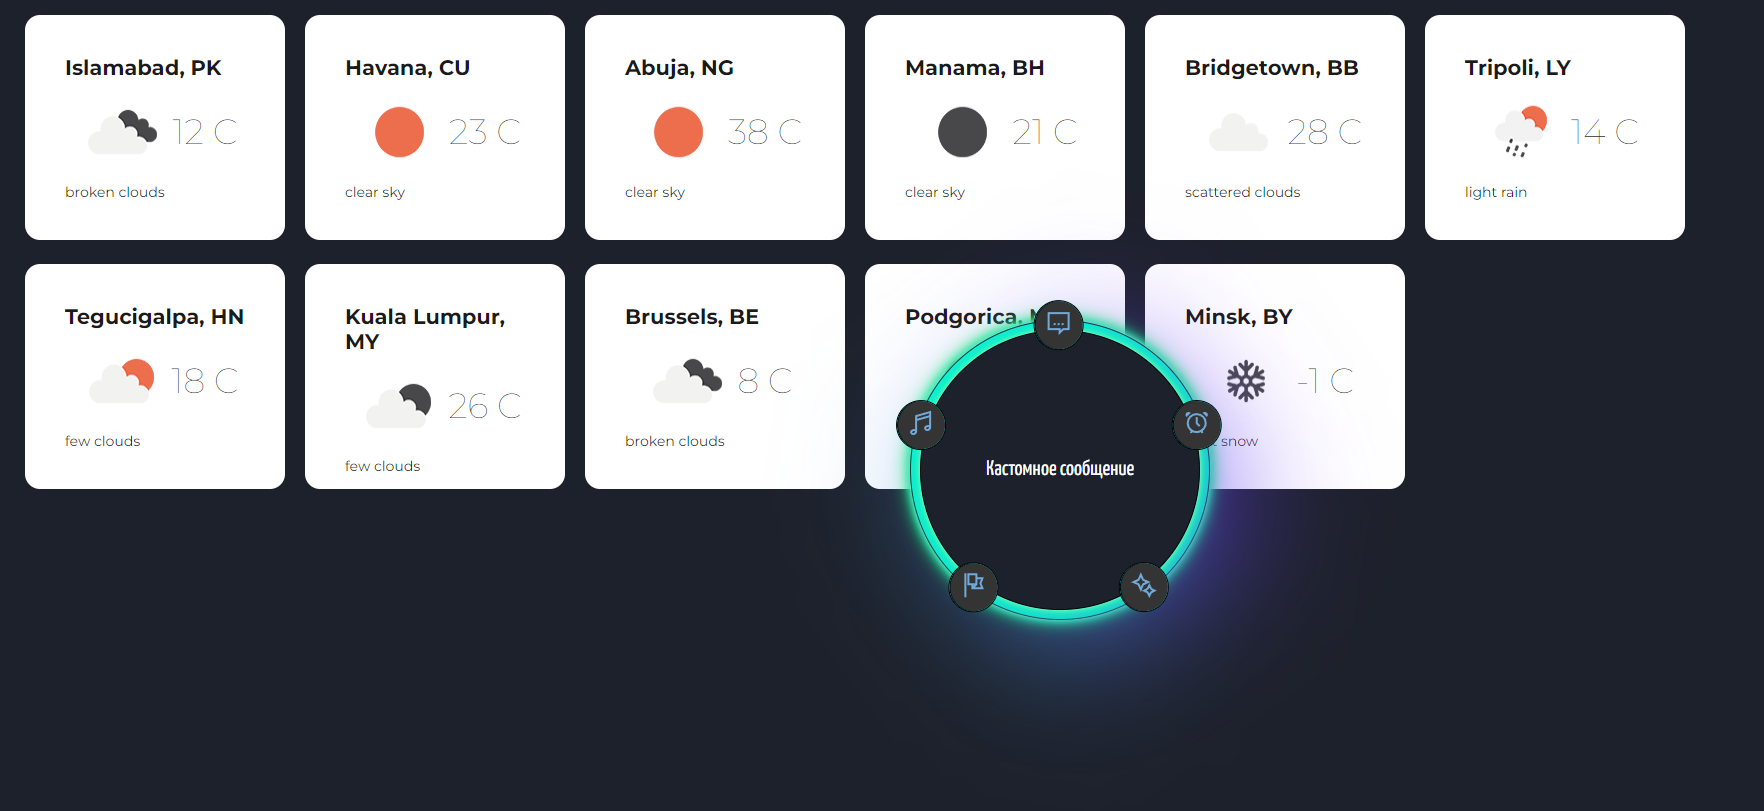 Islamabad, PK
12 C
broken clouds
Havana, CU
23 C
clear sky
Abuja, NG
38 C
clear sky
Manama, BH
21 C
clear sky
Bridgetown, BB
28 C
scattered clouds
Tripoli, LY
14 C
light rain
Tegucigalpa, HN
18 C
few clouds
Kuala Lumpur,
MY
26 C
few clouds
Brussels, BE
8 C
broken clouds
Podgorica,
Minsk, BY
-1 C
snow
Кастомное сообщение